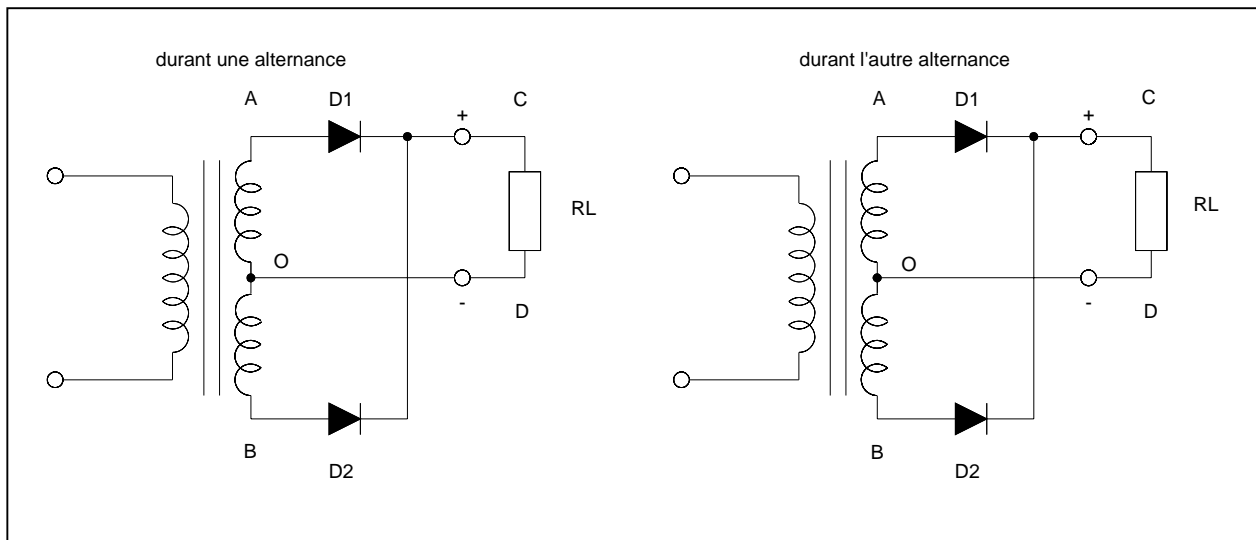 durant une alternance
A
D1
+
C
RL
O
-
D
B
D2
durant l'autre alternance
A
D1
+
C
RL
O
-
D
B
D2